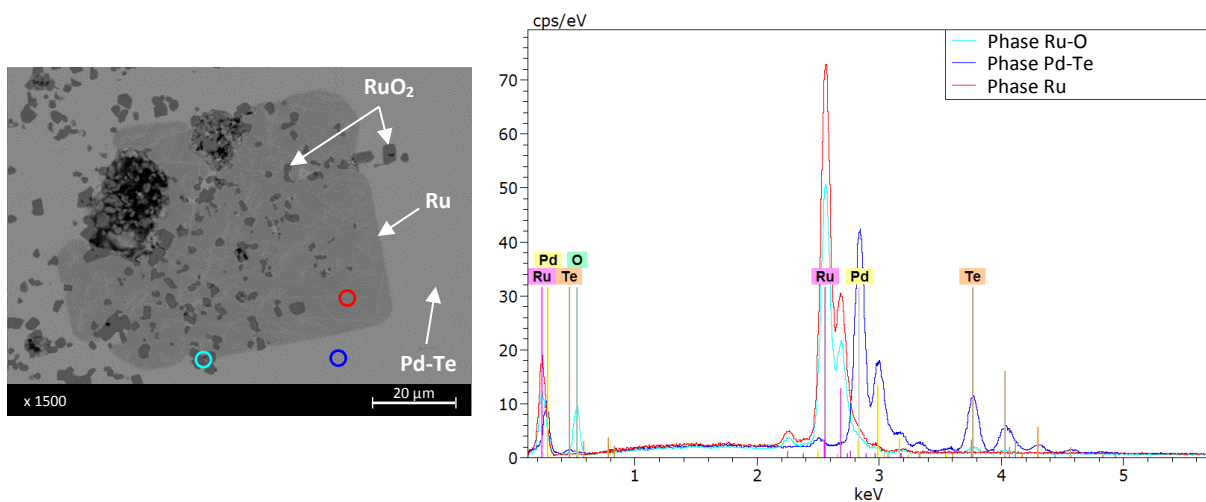 RuO₂
Ru
Pd-Te
x 1500
20 µm
cps/eV
Phase Ru-O
Phase Pd-Te
Phase Ru
70
60
50
40
30
20
10
0
Pd O
Ru Te
Ru Pd Te
1 2 3 4 5
keV